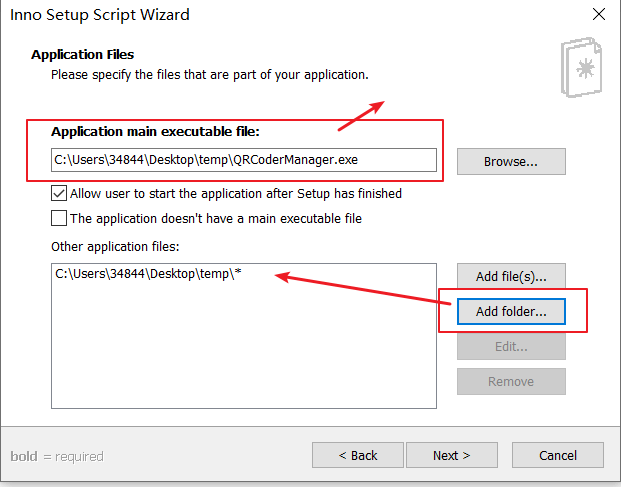 Inno Setup Script Wizard
Application Files
Please specify the files that are part of your application.
Application main executable file:
C:\Users\34844\Desktop\temp\QRCoderManager.exe
Browse...
Allow user to start the application after Setup has finished
The application doesn't have a main executable file
Other application files:
C:\Users\34844\Desktop\temp\*
Add file(s)...
Add folder...
Edit...
Remove
bold = required
< Back
Next >
Cancel